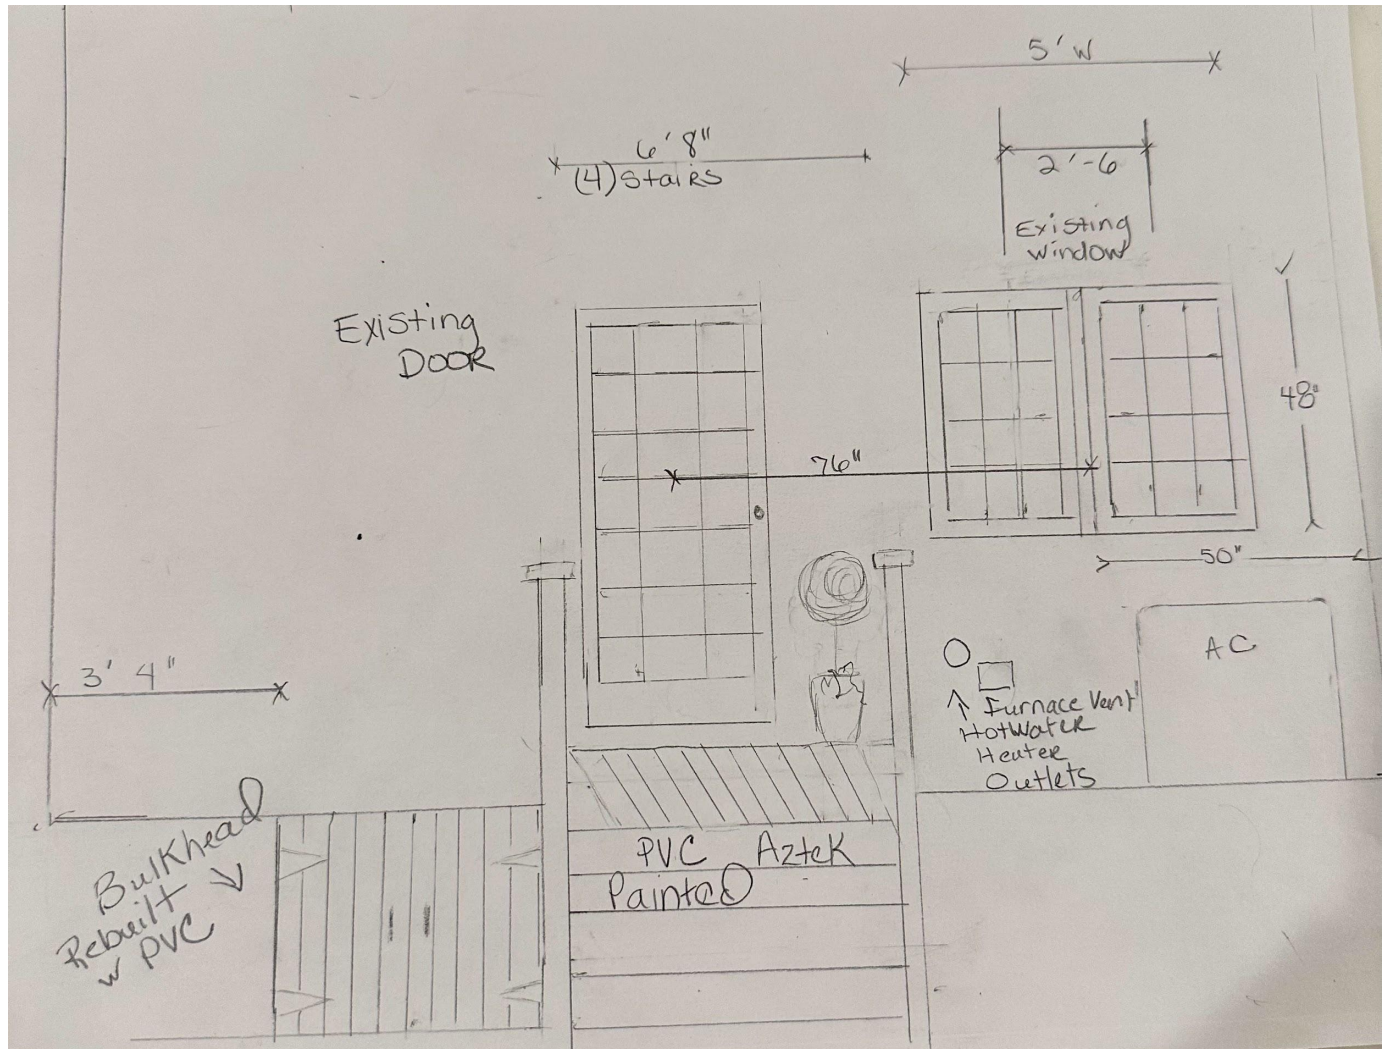 5' W
6' 8"
(4) Stairs
2'-6
Existing
Window
Existing
DOOR
48"
76"
50"
3' 4"
AC
Furnace Vent
HotWater
Heater
Outlets
Bulkhead
Rebuilt
w PVC
PVC Aztek
Painted